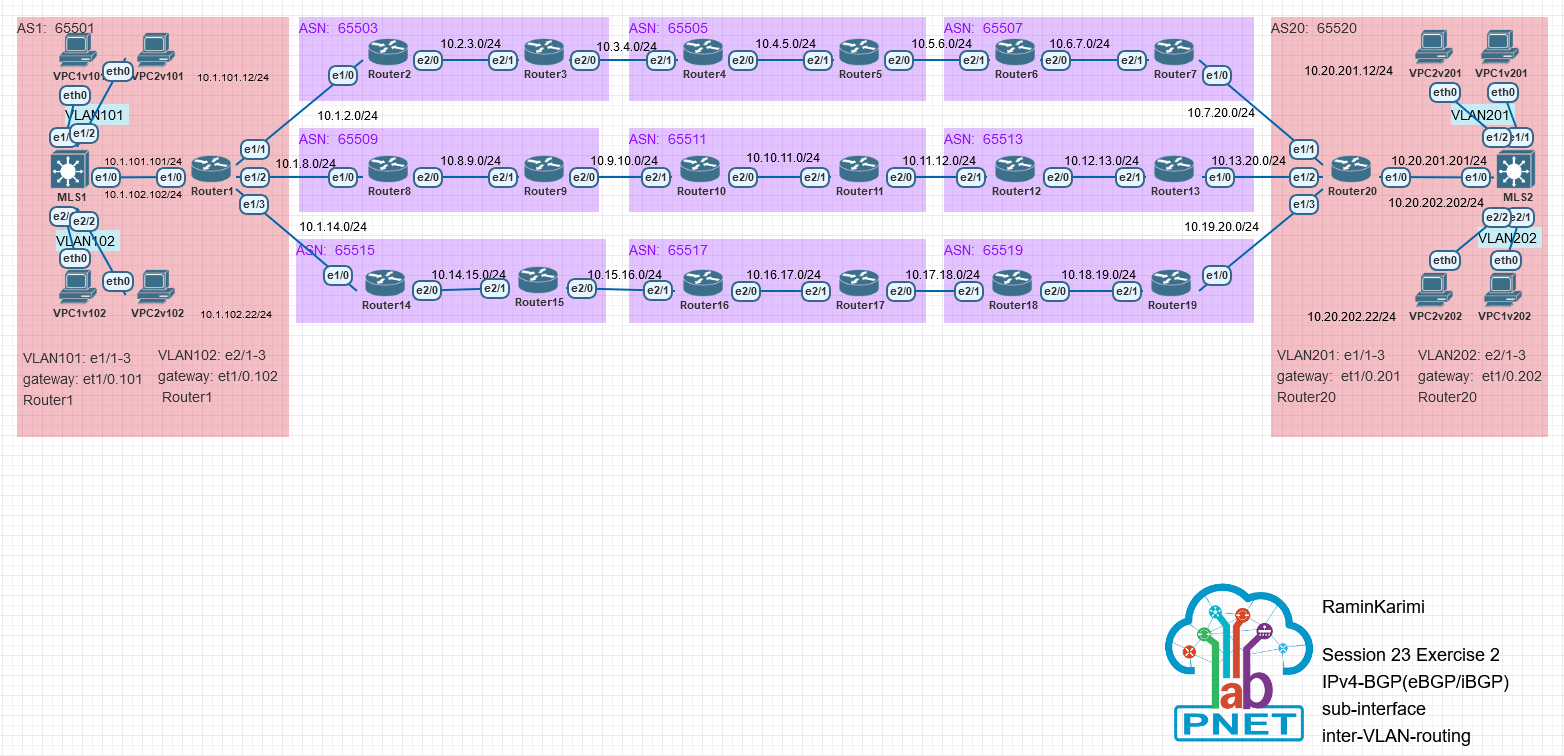 AS1: 65501
VPC1v10
VPC2v101
eth0
eth0
10.1.101.12/24
VLAN101
e1/
e1/2
MLS1
e1/0
10.1.101.101/24
10.1.102.102/24
e1/0
Router1
e1/1
e1/2
e1/3
e2/
e2/2
VLAN102
eth0
eth0
VPC1v102
VPC2v102
10.1.102.22/24
VLAN101: e1/1-3
gateway: et1/0.101
Router1
VLAN102: e2/1-3
gateway: et1/0.102
Router1
10.1.2.0/24
10.1.8.0/24
10.1.14.0/24
ASN: 65503
e1/0
Router2
e2/0
10.2.3.0/24
e2/1
Router3
e2/0
10.3.4.0/24
ASN: 65505
e2/1
Router4
e2/0
10.4.5.0/24
e2/1
Router5
e2/0
10.5.6.0/24
ASN: 65507
e2/1
Router6
e2/0
10.6.7.0/24
e2/1
Router7
e1/0
10.7.20.0/24
ASN: 65509
e1/0
Router8
e2/0
10.8.9.0/24
e2/1
Router9
e2/0
10.9.10.0/24
ASN: 65511
e2/1
Router10
e2/0
10.10.11.0/24
e2/1
Router11
e2/0
10.11.12.0/24
ASN: 65513
e2/1
Router12
e2/0
10.12.13.0/24
e2/1
Router13
e1/0
10.13.20.0/24
ASN: 65515
e1/0
Router14
e2/0
10.14.15.0/24
e2/1
Router15
e2/0
10.15.16.0/24
ASN: 65517
e2/1
Router16
e2/0
10.16.17.0/24
e2/1
Router17
e2/0
10.17.18.0/24
ASN: 65519
e2/1
Router18
e2/0
10.18.19.0/24
e2/1
Router19
e1/0
10.19.20.0/24
AS20: 65520
VPC2v201
VPC1v201
10.20.201.12/24
eth0
eth0
VLAN201
e1/2
e1/1
e1/1
e1/2
e1/3
Router20
e1/0
10.20.201.201/24
10.20.202.202/24
e1/0
MLS2
e2/2
e2/1
VLAN202
eth0
eth0
VPC2v202
VPC1v202
10.20.202.22/24
VLAN201: e1/1-3
gateway: et1/0.201
Router20
VLAN202: e2/1-3
gateway: et1/0.202
Router20
lab
PNET
RaminKarimi
Session 23 Exercise 2
IPv4-BGP(eBGP/iBGP)
sub-interface
inter-VLAN-routing